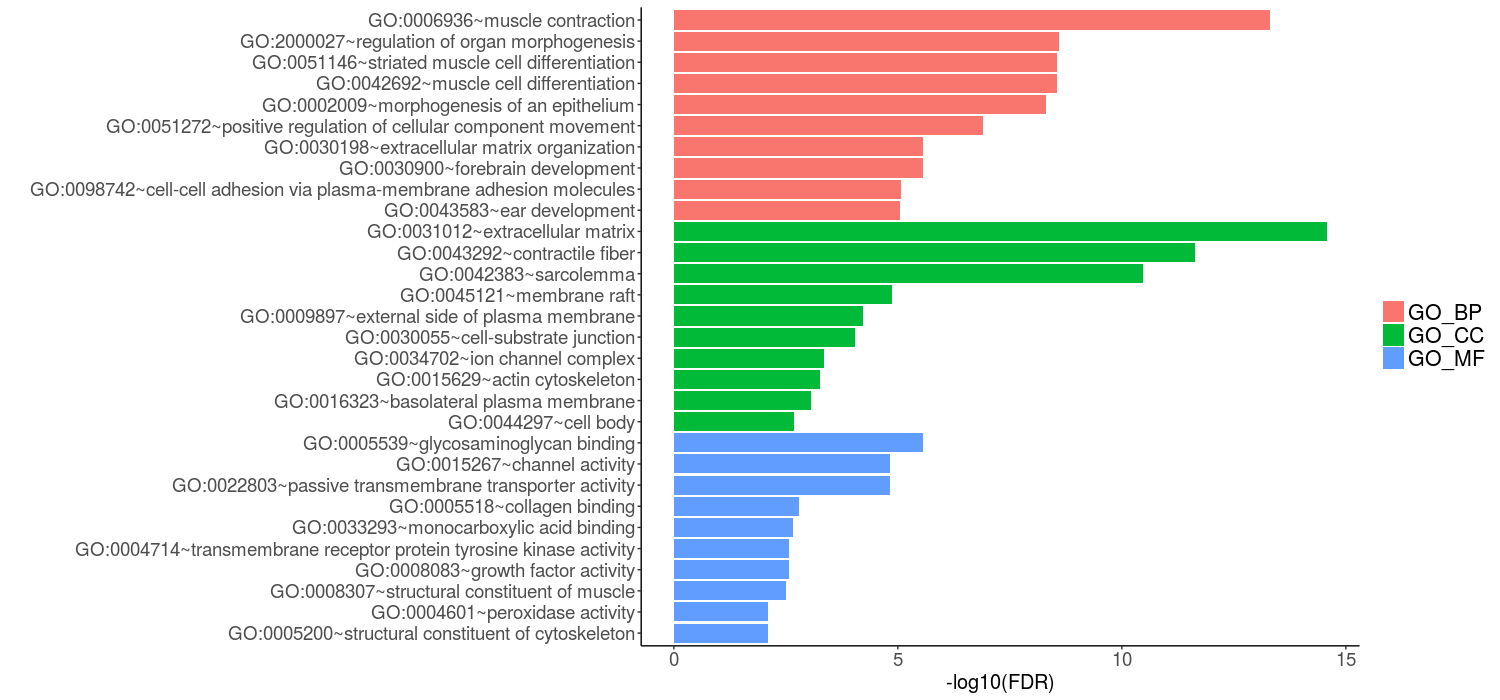 GO:0006936~muscle contraction
GO:2000027~regulation of organ morphogenesis
GO:0051146~striated muscle cell differentiation
GO:0042692~muscle cell differentiation
GO:0002009~morphogenesis of an epithelium
GO:0051272~positive regulation of cellular component movement
GO:0030198~extracellular matrix organization
GO:0030900~forebrain development
GO:0098742~cell-cell adhesion via plasma-membrane adhesion molecules
GO:0043583~ear development
GO:0031012~extracellular matrix
GO:0043292~contractile fiber
GO:0042383~sarcolemma
GO:0045121~membrane raft
GO:0009897~external side of plasma membrane
GO:0030055~cell-substrate junction
GO:0034702~ion channel complex
GO:0015629~actin cytoskeleton
GO:0016323~basolateral plasma membrane
GO:0044297~cell body
GO:0005539~glycosaminoglycan binding
GO:0015267~channel activity
GO:0022803~passive transmembrane transporter activity
GO:0005518~collagen binding
GO:0033293~monocarboxylic acid binding
GO:0004714~transmembrane receptor protein tyrosine kinase activity
GO:0008083~growth factor activity
GO:0008307~structural constituent of muscle
GO:0004601~peroxidase activity
GO:0005200~structural constituent of cytoskeleton
0 5 10 15
-log10(FDR)
GO_BP
GO_CC
GO_MF